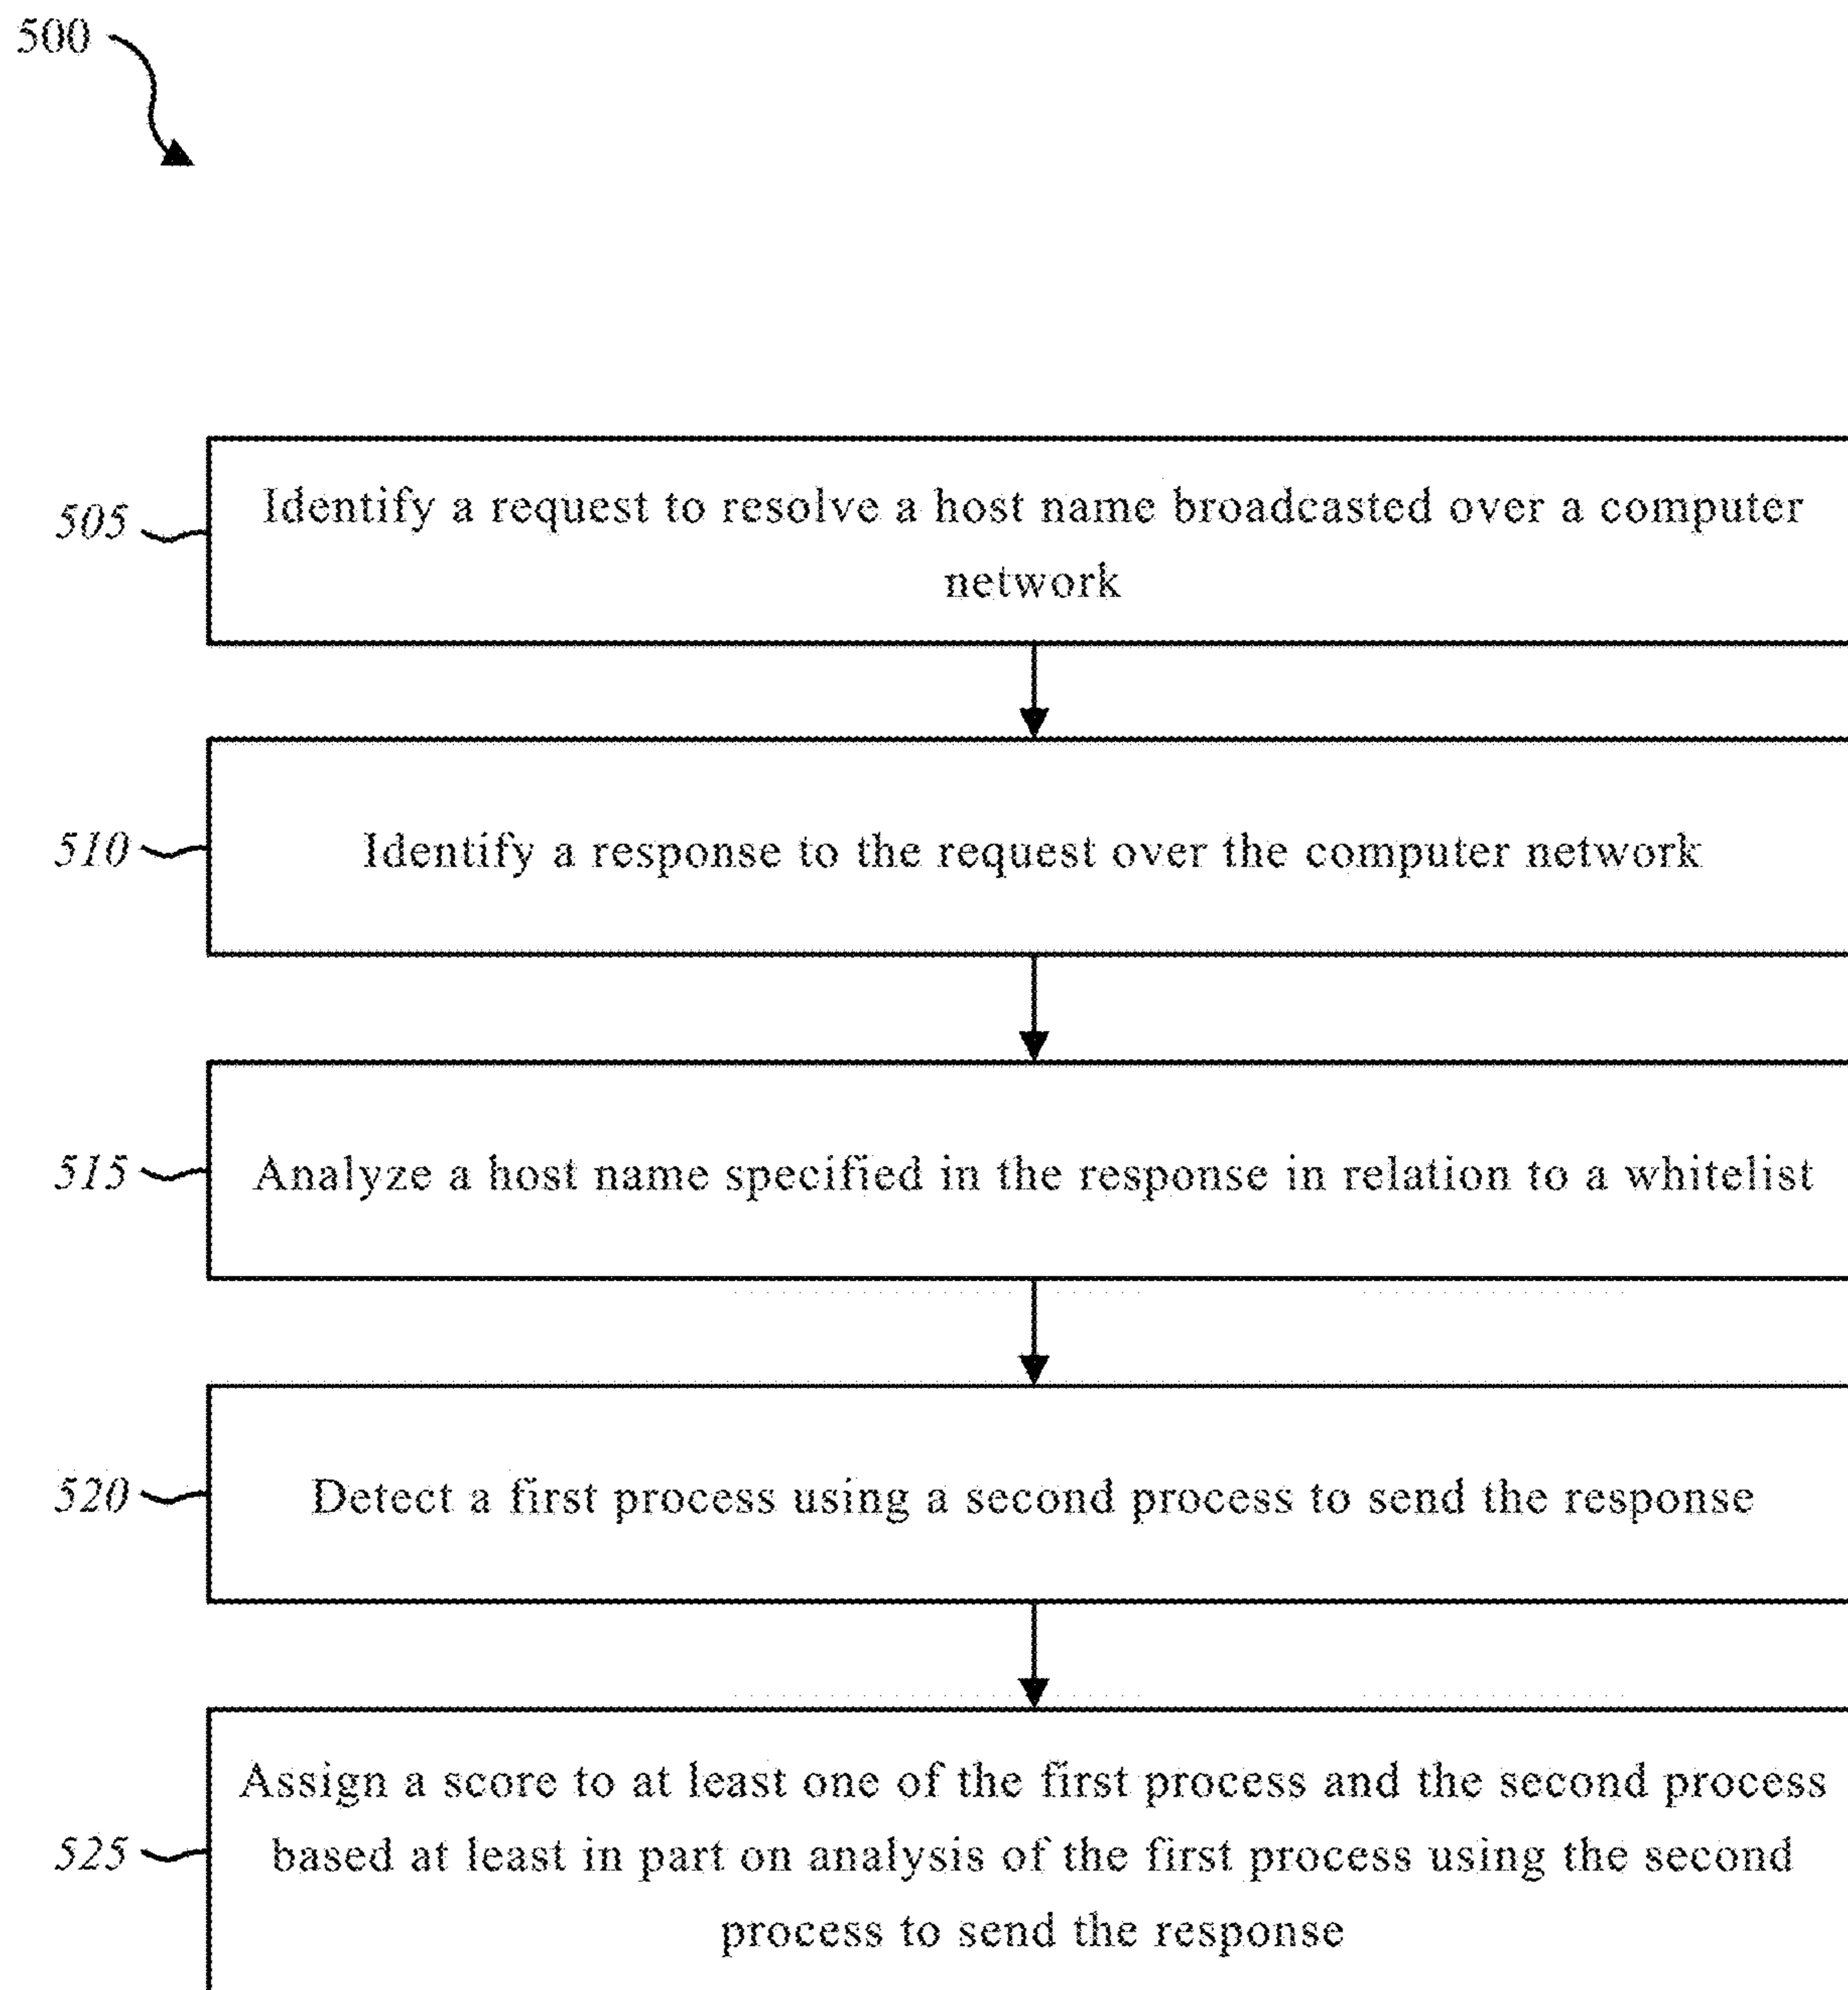 500
505
Identify a request to resolve a host name broadcasted over a computer
network
510
Identify a response to the request over the computer network
515
Analyze a host name specified in the response in relation to a whitelist
520
Detect a first process using a second process to send the response
525
Assign a score to at least one of the first process and the second process
based at least in part on analysis of the first process using the second
process to send the response